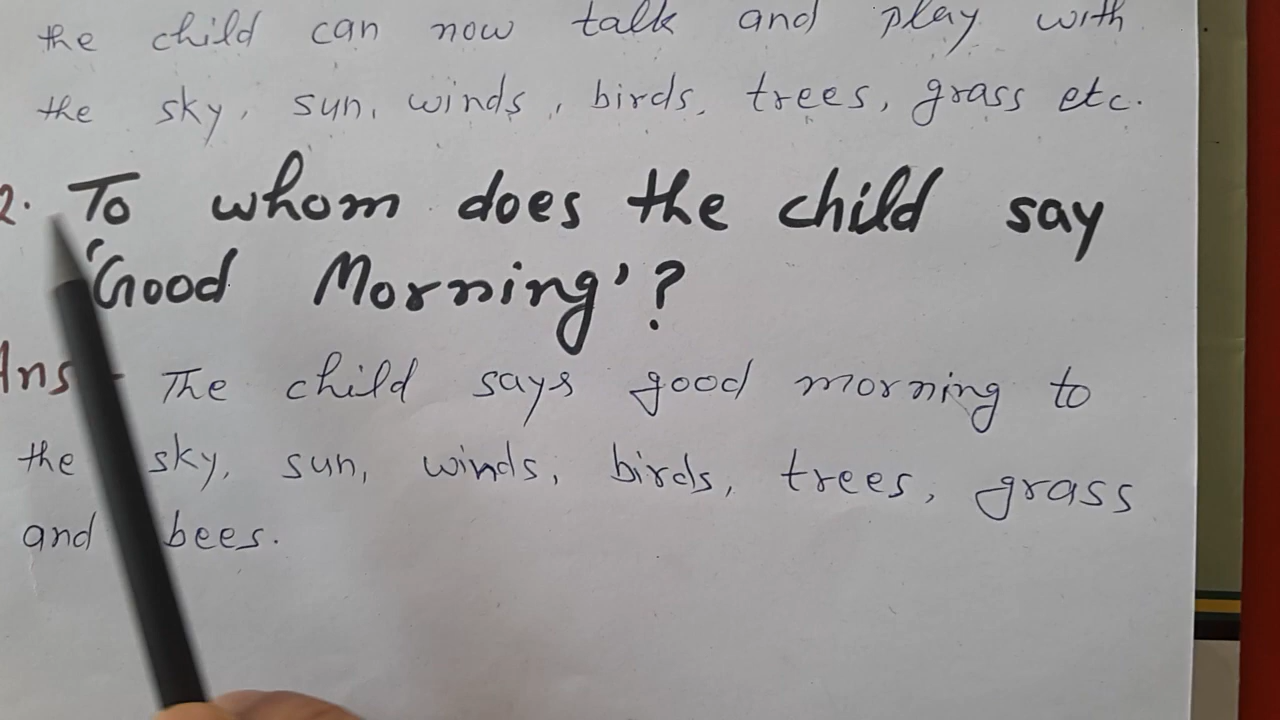 the child can now talk and play with
the sky, sun, winds, birds, trees, grass etc.
2. To whom does the child say
'Good Morning'?
Ans - The child says good morning to
the sky, sun, winds, birds, trees, grass
and bees.